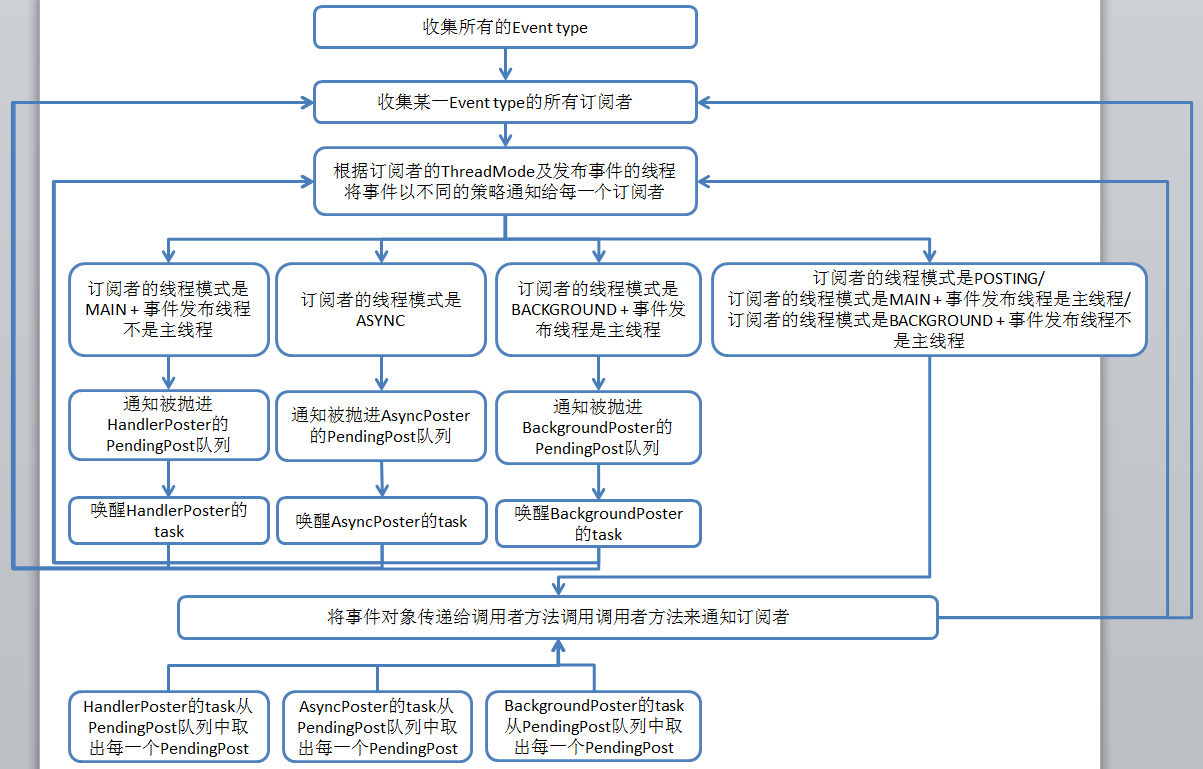 收集所有的Event type
收集某一Event type的所有订阅者
根据订阅者的ThreadMode及发布事件的线程
将事件以不同的策略通知给每一个订阅者
订阅者的线程模式是
MAIN＋事件发布线程
不是主线程
订阅者的线程模式是
ASYNC
订阅者的线程模式是
BACKGROUND＋事件发
布线程是主线程
订阅者的线程模式是POSTING/
订阅者的线程模式是MAIN＋事件发布线程是主线程/
订阅者的线程模式是BACKGROUND＋事件发布线程不
是主线程
通知被抛进
HandlerPoster的
PendingPost队列
通知被抛进AsyncPoster
的PendingPost队列
通知被抛进
BackgroundPoster的
PendingPost队列
唤醒HandlerPoster的
task
唤醒AsyncPoster的task
唤醒BackgroundPoster
的task
将事件对象传递给调用者方法调用调用者方法来通知订阅者
HandlerPoster的task从
PendingPost队列中取
出每一个PendingPost
AsyncPoster的task从
PendingPost队列中取
出每一个PendingPost
BackgroundPoster的task
从PendingPost队列中取
出每一个PendingPost